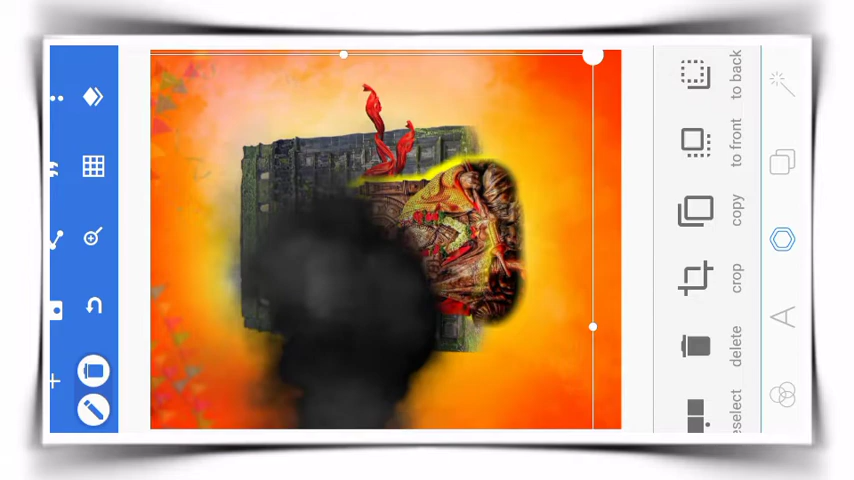 to back
to front
copy
crop
delete
eselect
A